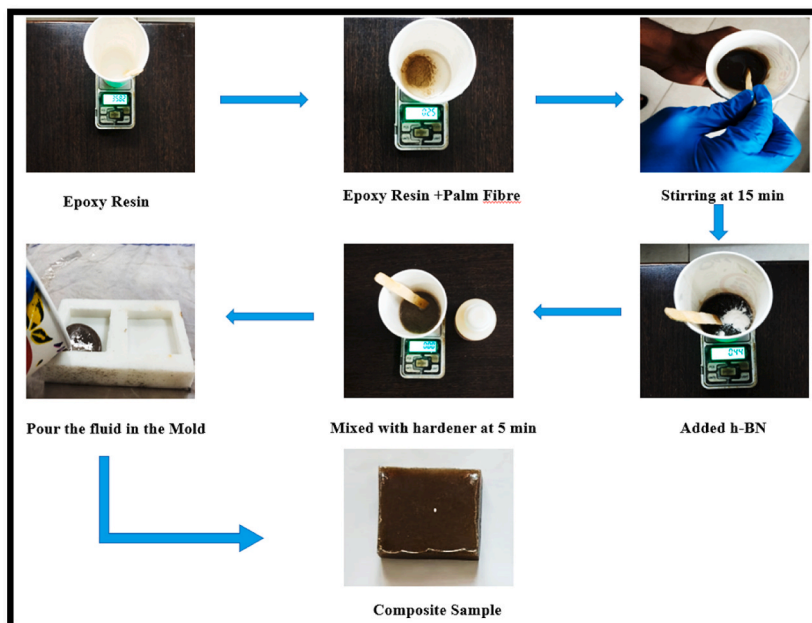 Epoxy Resin
Epoxy Resin +Palm Fibre
Stirring at 15 min
Added h-BN
Mixed with hardener at 5 min
Pour the fluid in the Mold
Composite Sample